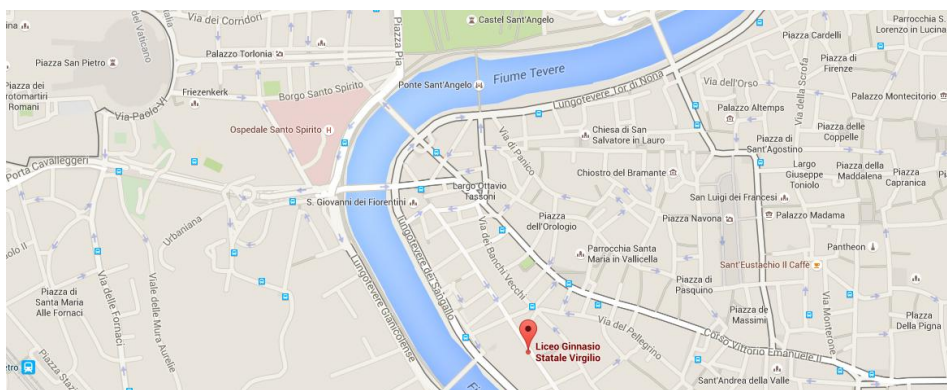 Via dei Corridori
Castel Sant'Angelo
Piazza Cardelli
Parrocchia S.
Lorenzo in Lucina
Piazza Pia
del Vaticano
Palazzo Torlonia
Piazza San Pietro
Piazza dei
Protomartiri
Romani
Via-Paolo-VI
Friezenkerk
Borgo Santo Spirito
Ponte Sant'Angelo
Fiume Tevere
Lungotevere Tor di Nona
Via dell'Orso
Via della Scrofa
Piazza di
Firenze
Palazzo Montecitorio
Palazzo Altemps
Ospedale Santo Spirito
Via di Panico
Chiesa di San
Salvatore in Lauro
Piazza di
Sant'Agostino
Piazza delle
Coppelle
Porta Cavalleggeri
Chiostro del Bramante
Largo
Giuseppe
Toniolo
Piazza della
Maddalena
Piazza
Capranica
Largo Ottavio
Tassoni
S. Giovanni dei Fiorentini
San Luigi dei Francesi
Urbaniana
Piazza
dell'Orologio
Piazza Navona
Palazzo Madama
Lungotevere dei Sangallo
Via dei Banchi Vecchi
Parrocchia Santa
Maria in Vallicella
Pantheon
Sant'Eustachio Il Caffè
Lungotevere Gianicolense
Piazza di
Santa Maria
Alle Fornaci
Via delle Fornaci
Viale delle Mura Aurelie
Piazza di
Pasquino
Piazza de
Massimi
Via Monterone
Piazza
Della Pigna
Via del Pellegrino
Corso Vittorio Emanuele II
Liceo Ginnasio
Statale Virgilio
Sant'Andrea della Valle